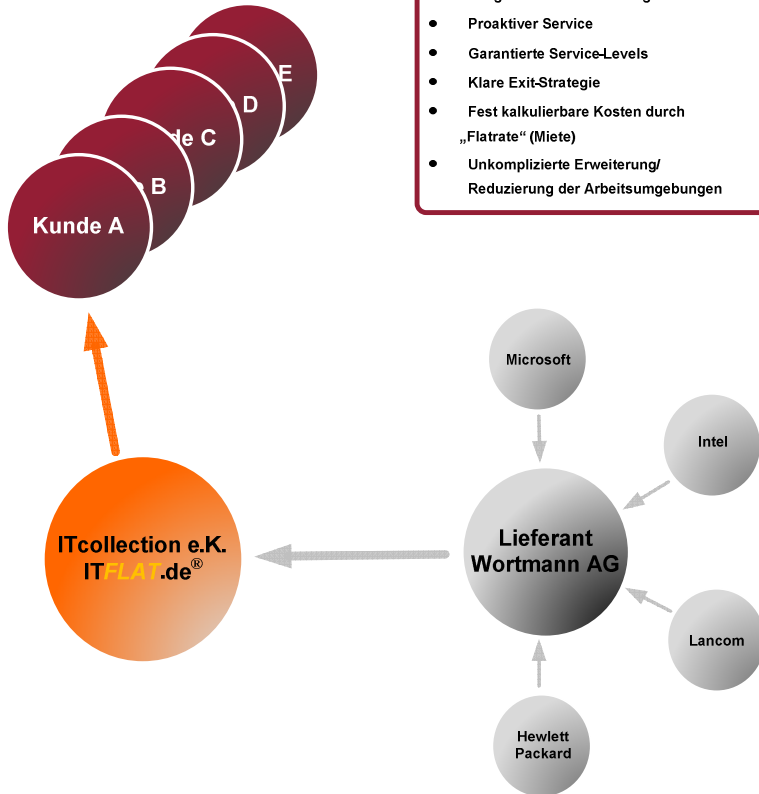 Proaktiver Service
Garantierte Service-Levels
Klare Exit-Strategie
Fest kalkulierbare Kosten durch
„Flatrate“ (Miete)
Unkomplizierte Erweiterung/
Reduzierung der Arbeitsumgebungen
E
D
de C
B
Kunde A
Microsoft
Intel
ITcollection e.K.
ITFLAT.de®
Lieferant
Wortmann AG
Lancom
Hewlett
Packard